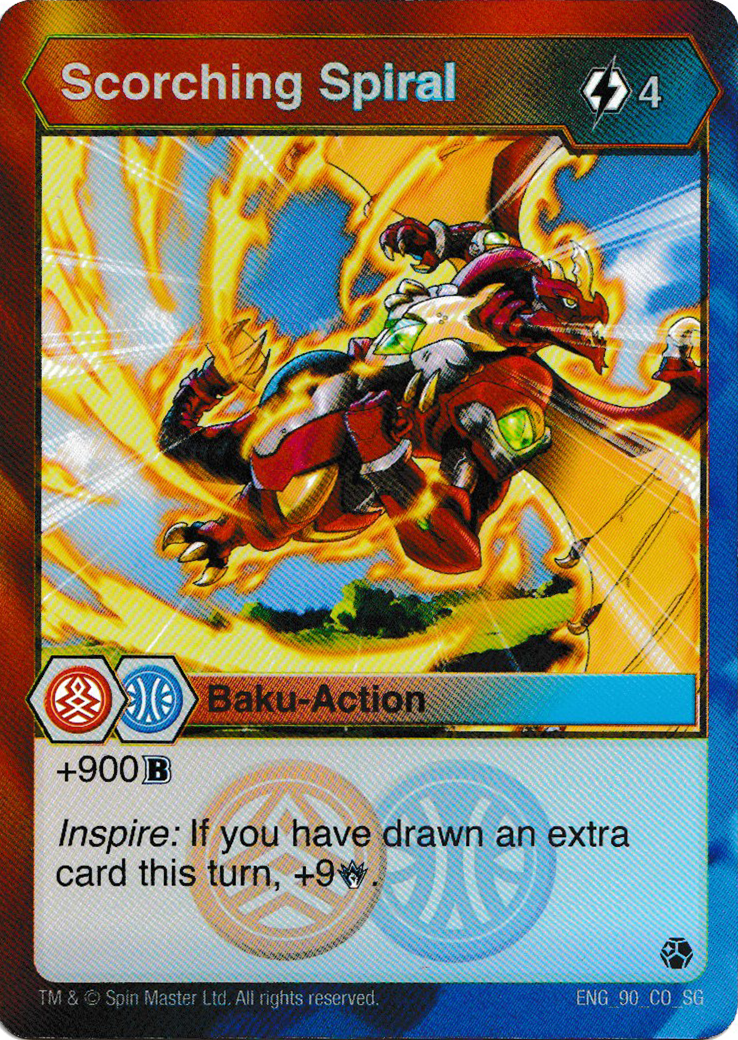 Scorching Spiral
4
Baku-Action
+900B
Inspire: If you have drawn an extra
card this turn, +9.
TM & © Spin Master Ltd. All rights reserved.
ENG_90_CO_SG